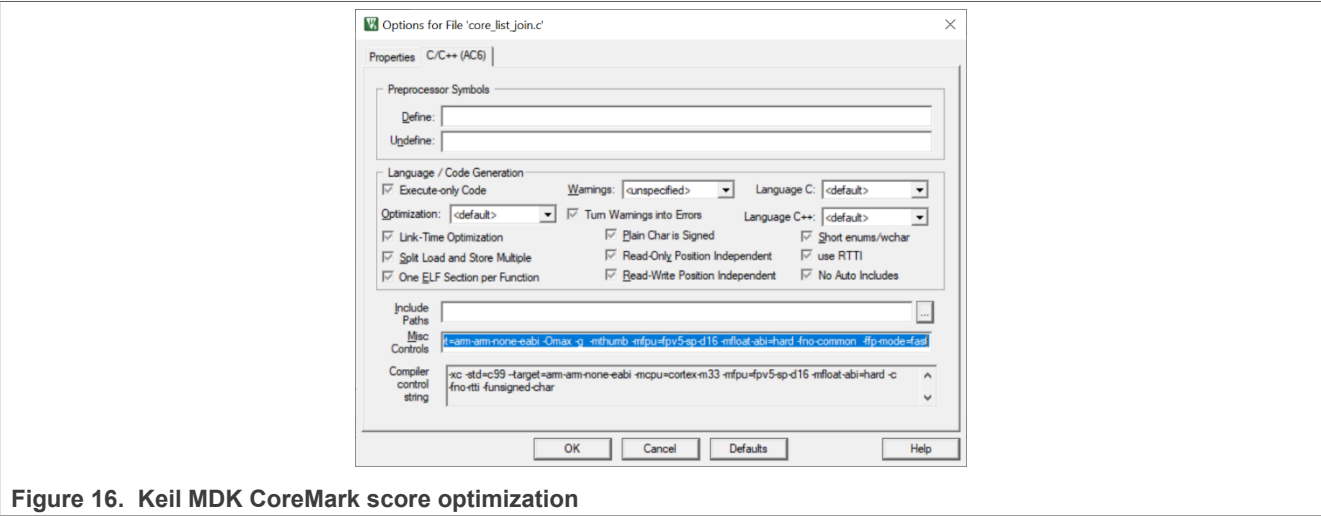 Options for File 'core_list_join.c'
Properties C/C++ (AC6)
Preprocessor Symbols
Define:
Undefine:
Language / Code Generation
Execute-only Code Warnings: <unspecified> Language C: <default>
Optimization: <default> Turn Warnings into Errors Language C++: <default>
Link-Time Optimization Plain Char is Signed Short enums/wchar
Split Load and Store Multiple Read-Only Position Independent use RTTI
One ELF Section per Function Read-Write Position Independent No Auto Includes
Include
Paths
...
Misc
Controls
t=arm-arm-none-eabi -Omax -g -mthumb -mfpu=fpv5-sp-d16 -mfloat-abi=hard -fno-common -ffp-mode=fast
Compiler
control
string
-xc -std=c99 --target=arm-arm-none-eabi -mcpu=cortex-m33 -mfpu=fpv5-sp-d16 -mfloat-abi=hard -c
-fno-rtti -funsigned-char
OK Cancel Defaults Help
Figure 16. Keil MDK CoreMark score optimization